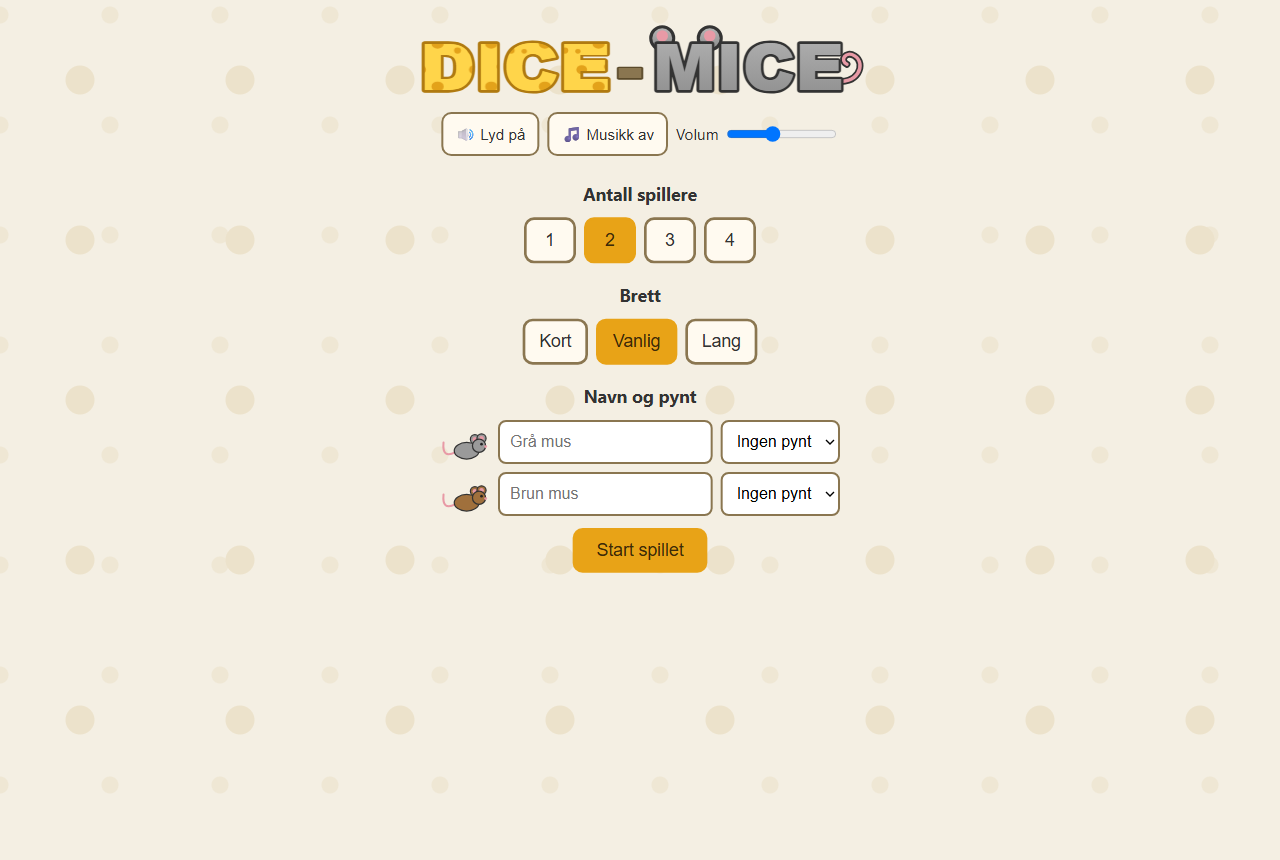 DICE-MICE
Lyd på Musikk av Volum
Antall spillere
1 2 3 4
Brett
Kort Vanlig Lang
Navn og pynt
Grå mus Ingen pynt
Brun mus Ingen pynt
Start spillet